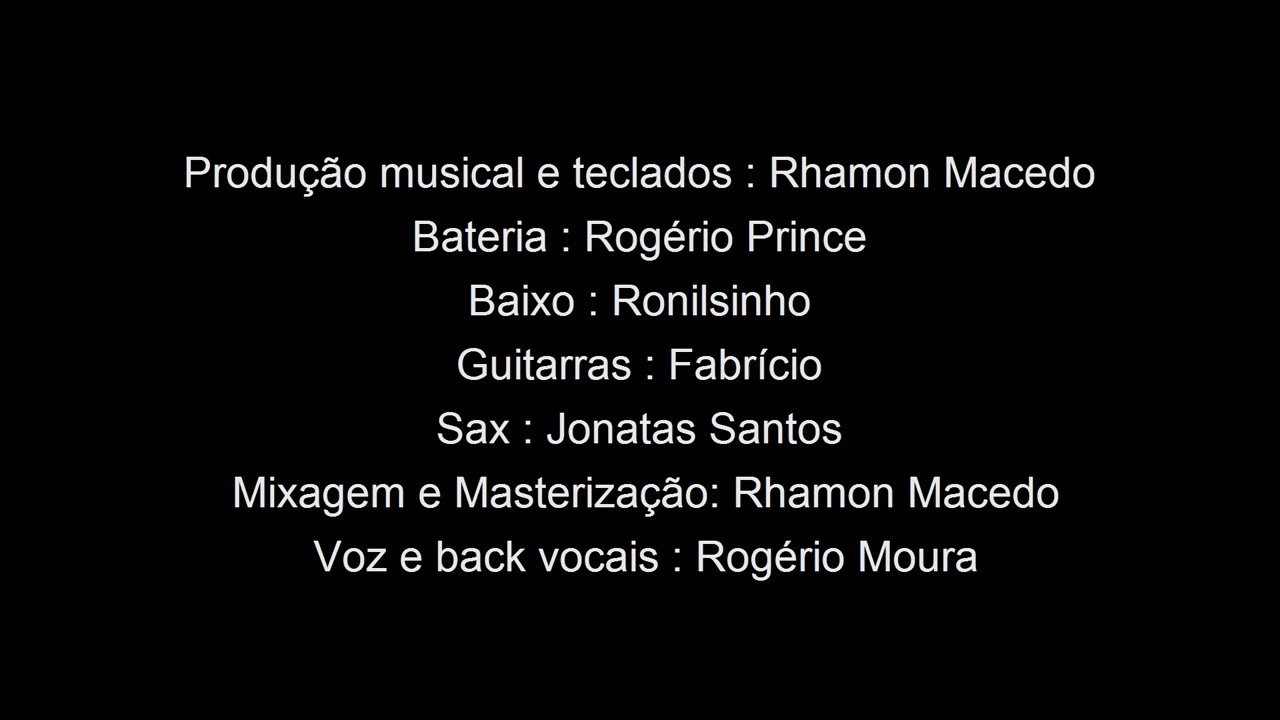 Produção musical e teclados : Rhamon Macedo
Bateria : Rogério Prince
Baixo : Ronilsinho
Guitarras : Fabrício
Sax : Jonatas Santos
Mixagem e Masterização: Rhamon Macedo
Voz e back vocais : Rogério Moura